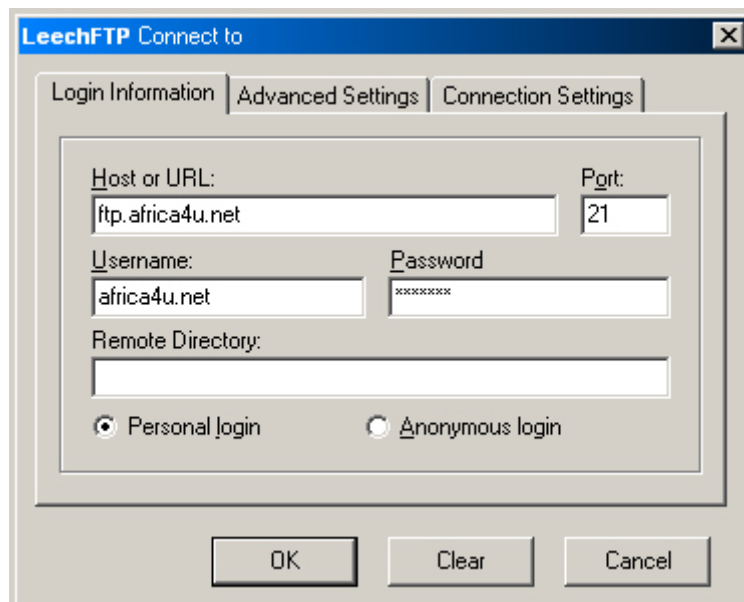 LeechFTP Connect to
Login Information Advanced Settings Connection Settings
Host or URL: Port:
ftp.africa4u.net 21
Username: Password
africa4u.net *******
Remote Directory:
Personal login Anonymous login
OK Clear Cancel